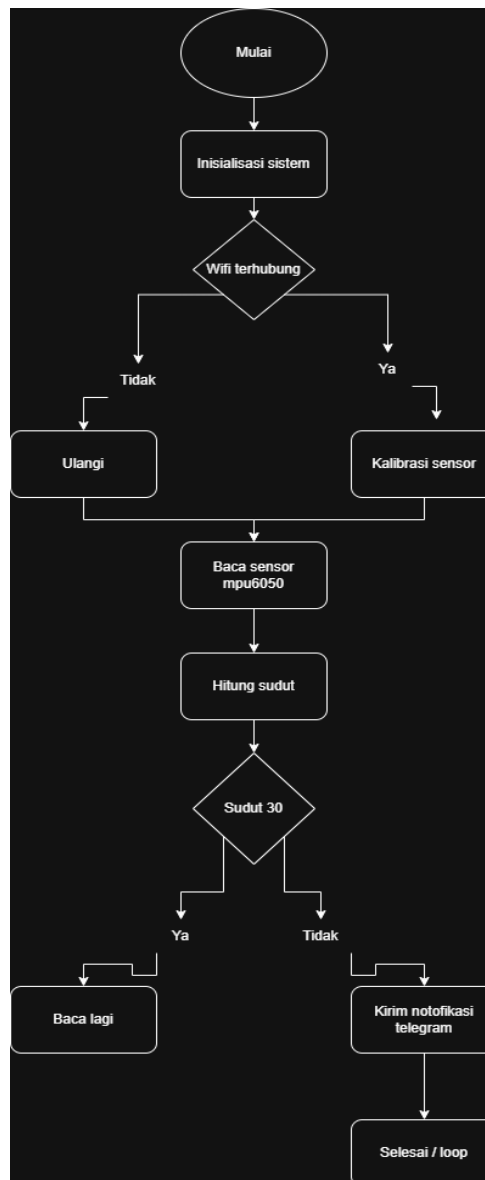 Mulai
Inisialisasi sistem
Wifi terhubung
Tidak
Ya
Ulangi
Kalibrasi sensor
Baca sensor
mpu6050
Hitung sudut
Sudut 30
Ya
Tidak
Baca lagi
Kirim notofikasi
telegram
Selesai / loop